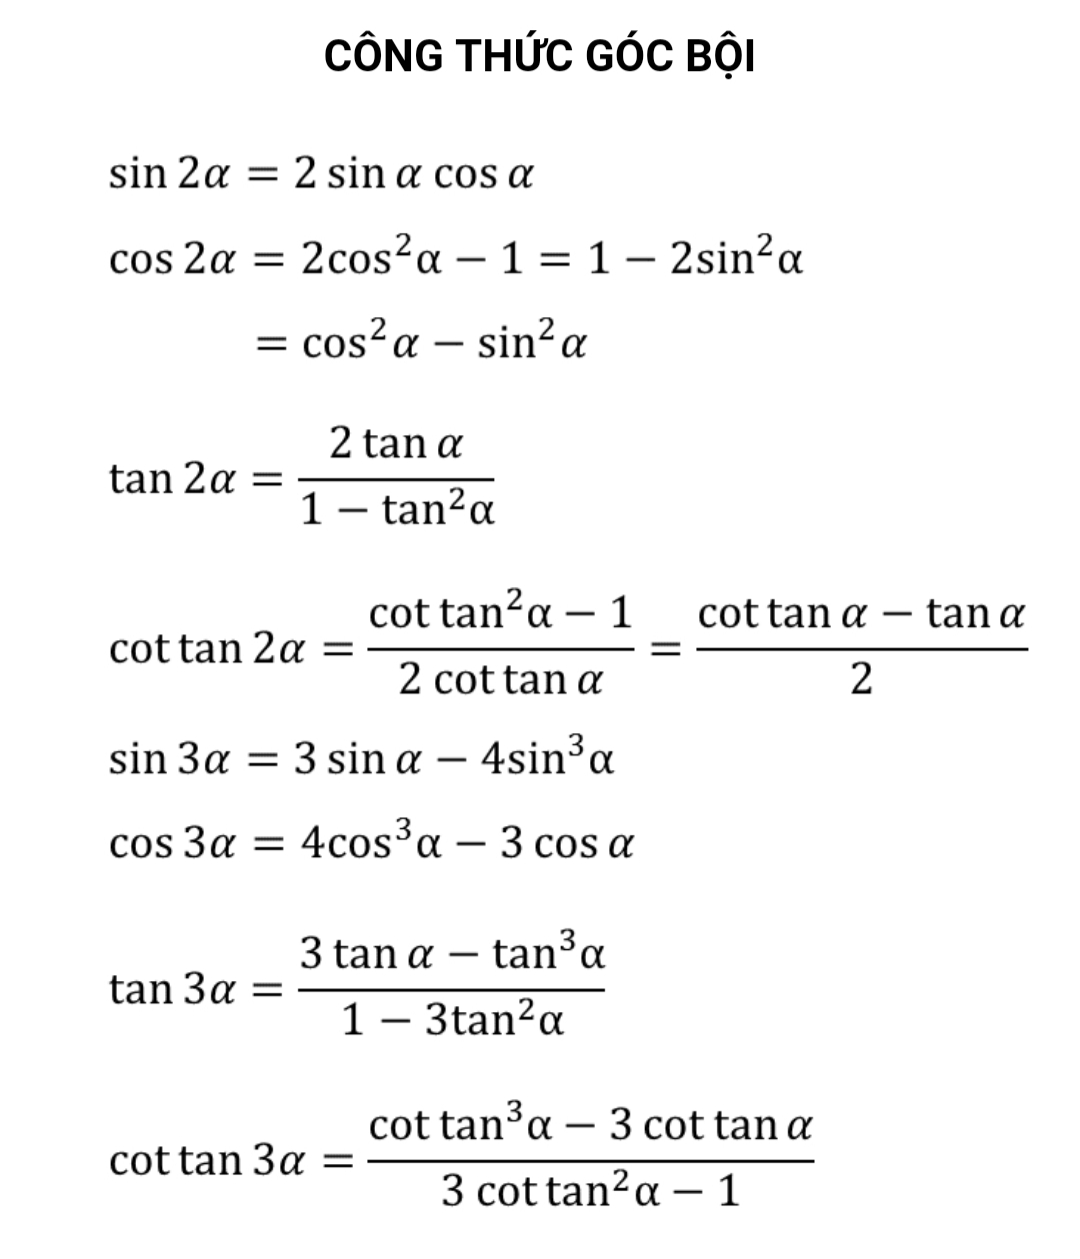 CÔNG THỨC GÓC BỘI
sin 2α = 2 sin α cos α
cos 2α = 2cos²α − 1 = 1 − 2sin²α
= cos²α − sin²α
tan 2α = (2 tan α)/(1 − tan²α)
cot tan 2α = (cot tan²α − 1)/(2 cot tan α) = (cot tan α − tan α)/2
sin 3α = 3 sin α − 4sin³α
cos 3α = 4cos³α − 3 cos α
tan 3α = (3 tan α − tan³α)/(1 − 3tan²α)
cot tan 3α = (cot tan³α − 3 cot tan α)/(3 cot tan²α − 1)